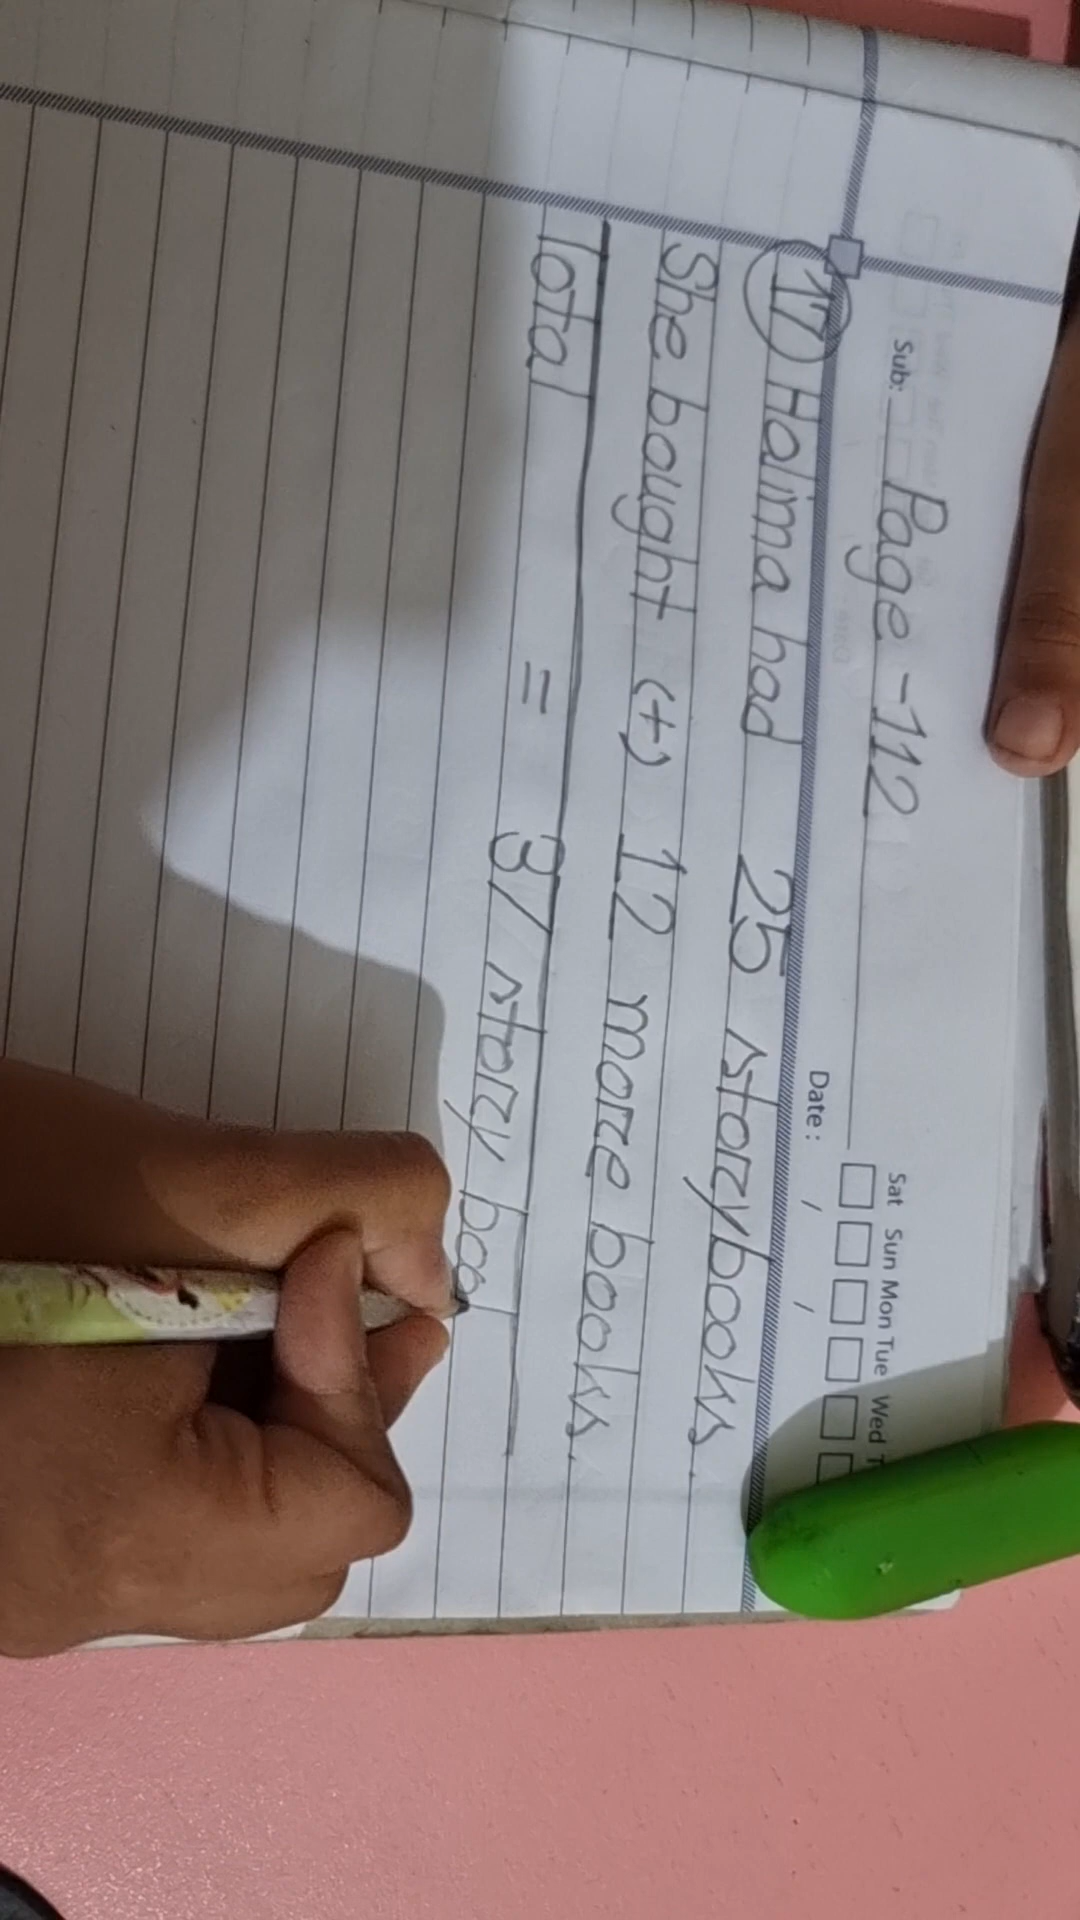 Sat Sun Mon Tue Wed
Sub: Page -112
Date : / /
17 Halima had 25 storybooks.
She bought (+) 12 more books.
Total = 37 story boo